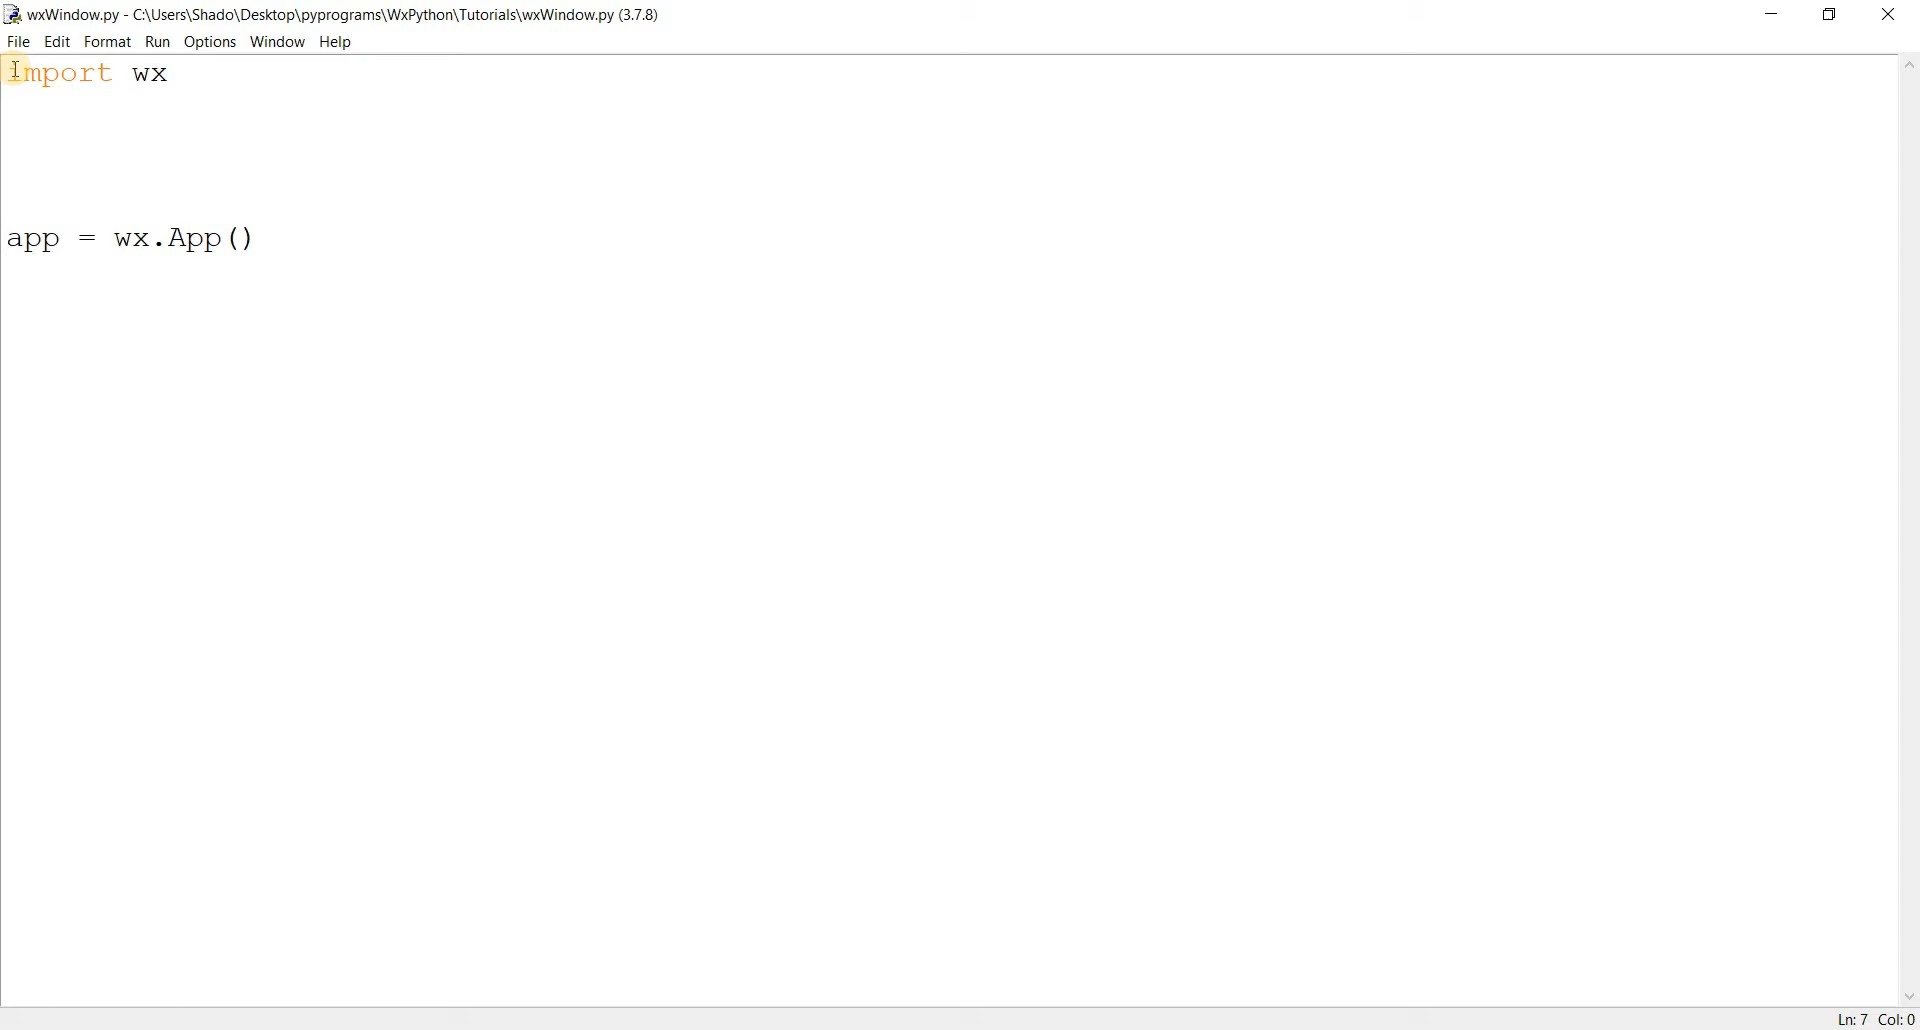 wxWindow.py - C:\Users\Shado\Desktop\pyprograms\WxPython\Tutorials\wxWindow.py (3.7.8)
File Edit Format Run Options Window Help
import wx
app = wx.App()
Ln: 7 Col: 0